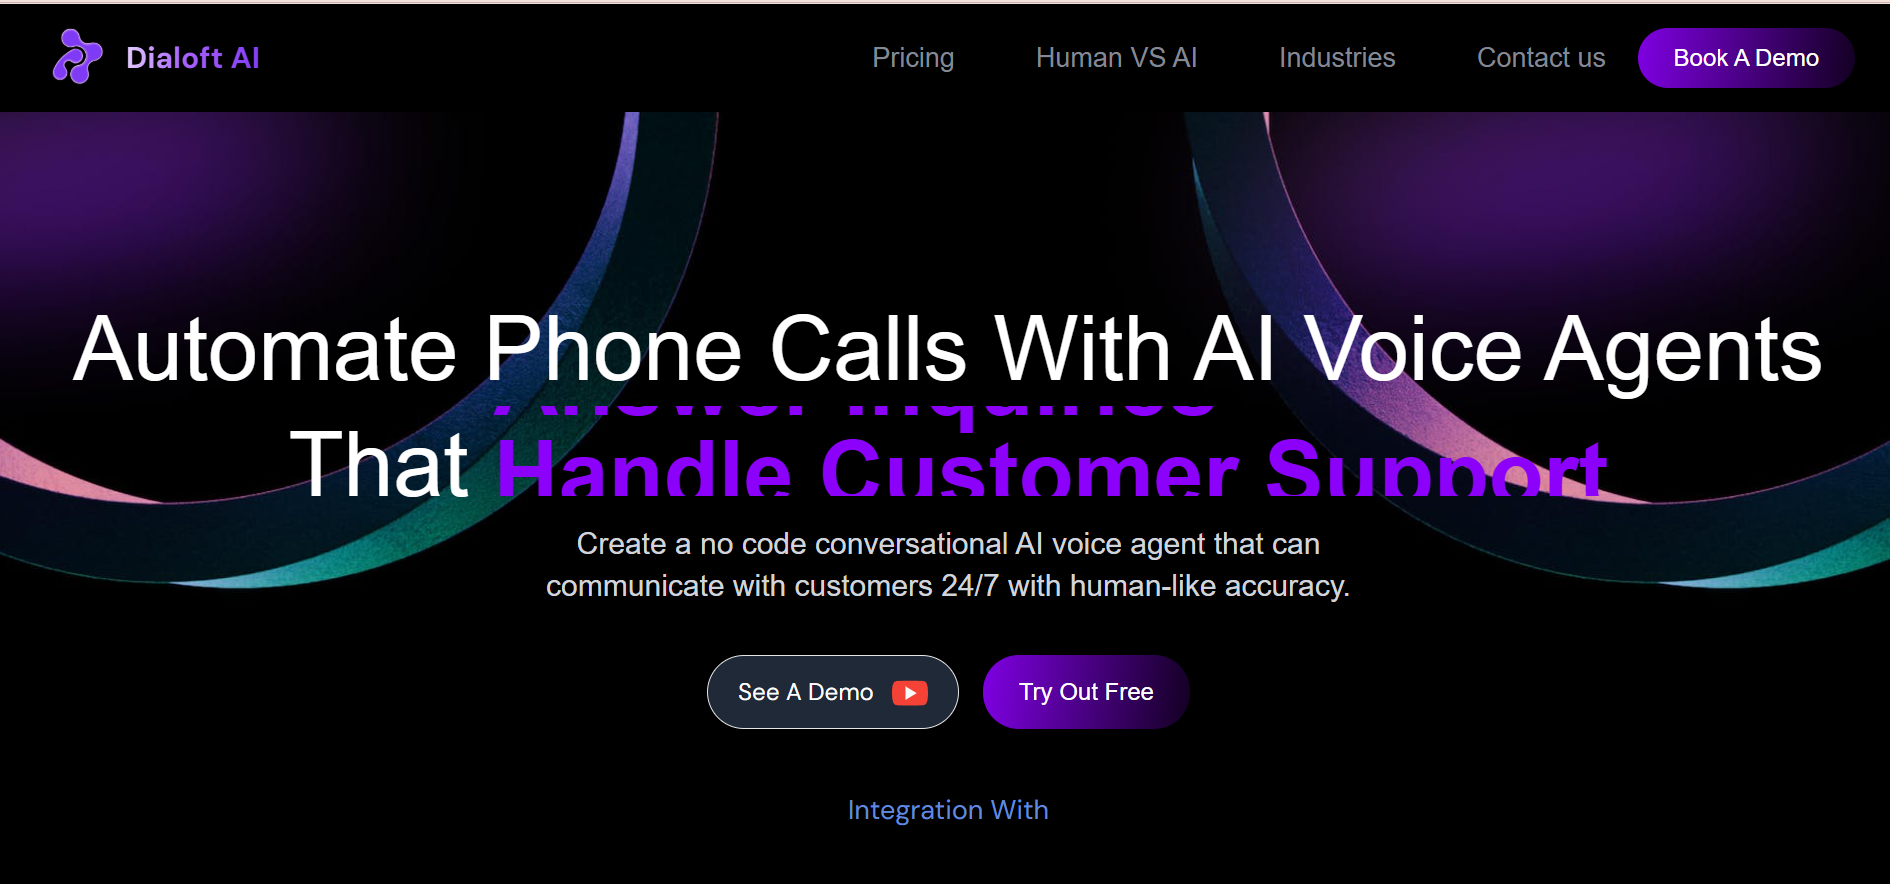 Dialoft AI
Pricing
Human VS AI
Industries
Contact us
Book A Demo
Automate Phone Calls With AI Voice Agents
Answer Inquiries
That Handle Customer Support
Create a no code conversational AI voice agent that can
communicate with customers 24/7 with human-like accuracy.
See A Demo
Try Out Free
Integration With